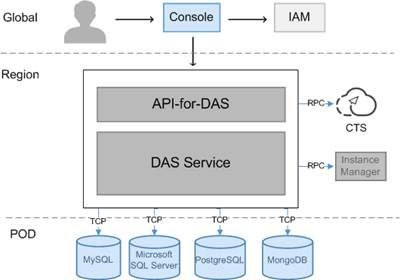 Global
Console
IAM
Region
API-for-DAS
RPC
CTS
DAS Service
RPC
Instance
Manager
TCP
TCP
TCP
TCP
POD
MySQL
Microsoft
SQL Server
PostgreSQL
MongoDB